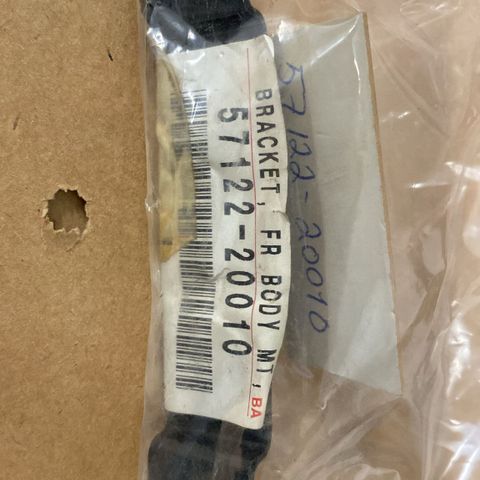 BRACKET, FR BODY MT,
57122-20010
BA
57122-20010